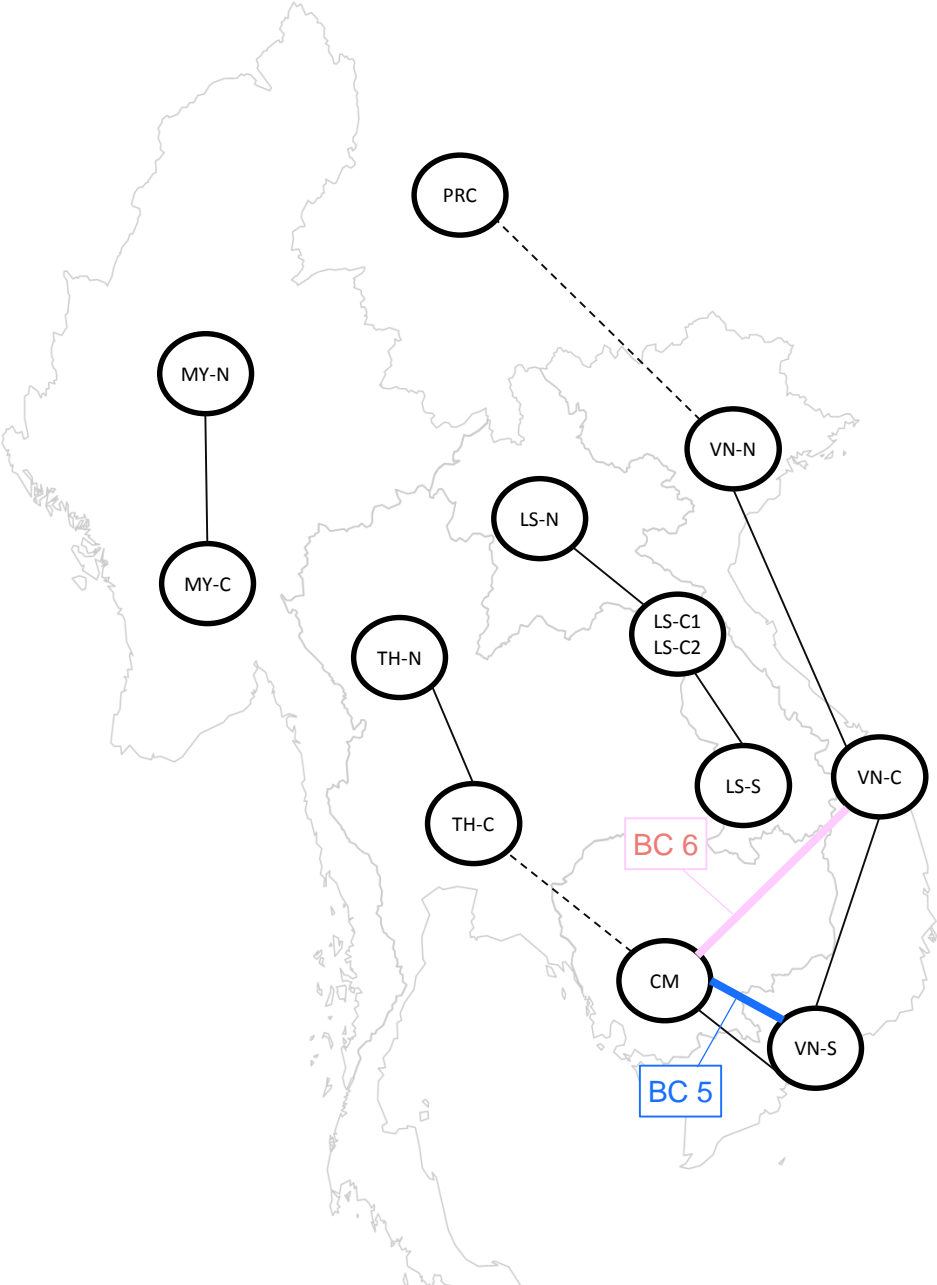 PRC
MY-N
VN-N
LS-N
MY-C
LS-C1
LS-C2
TH-N
VN-C
LS-S
TH-C
BC 6
CM
VN-S
BC 5